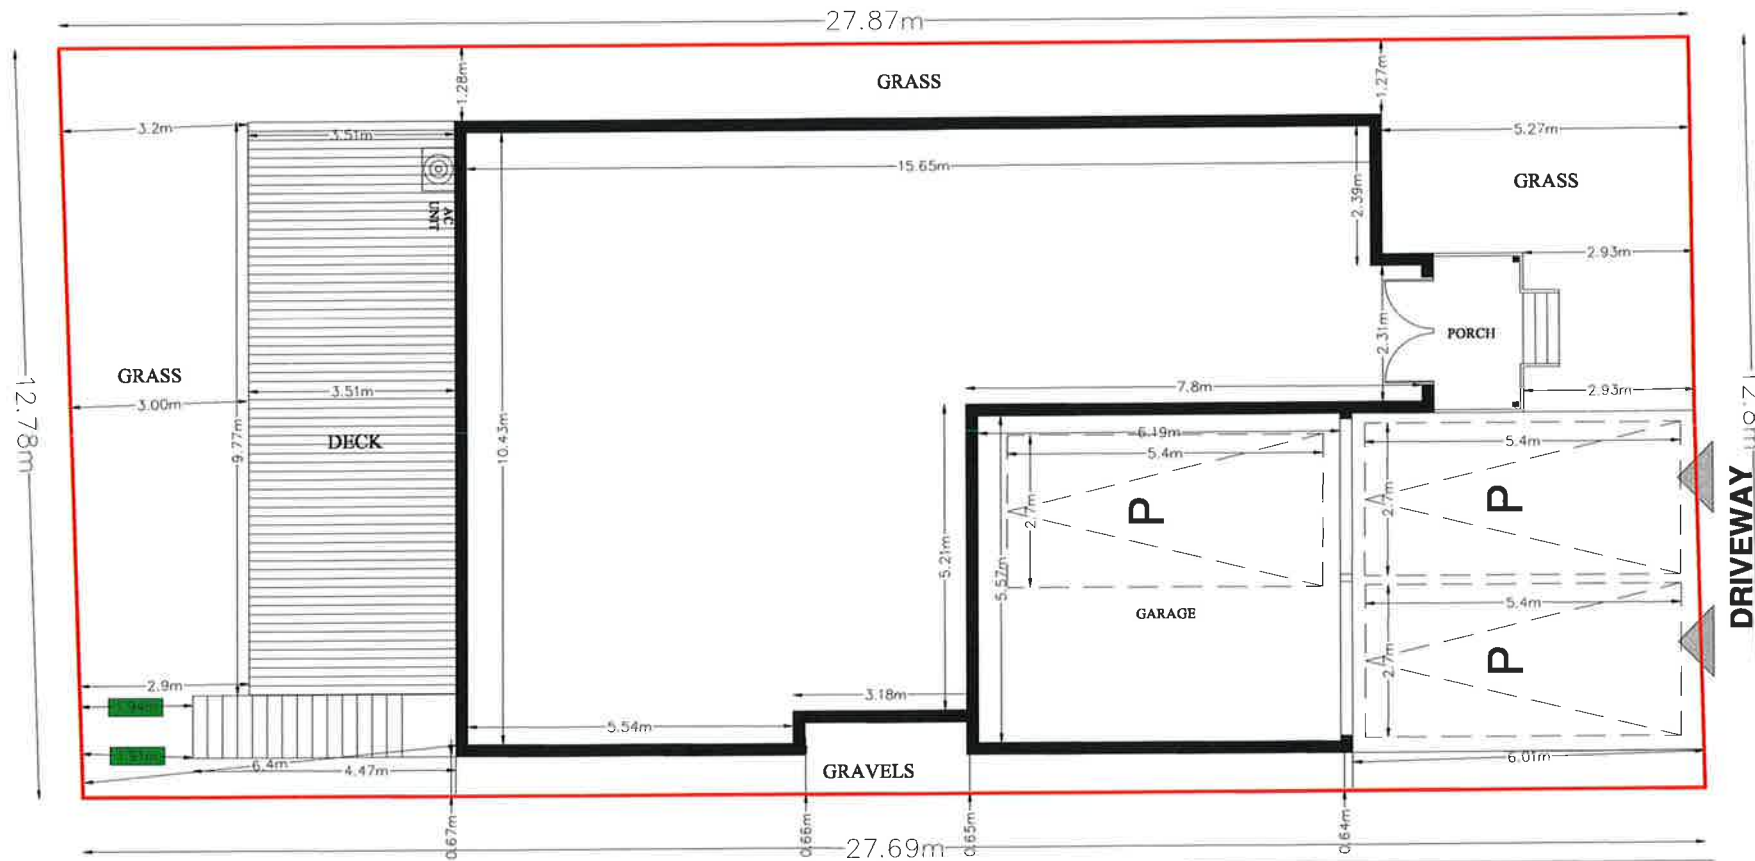 27.87m
1.28m
GRASS
1.27m
3.2m
3.51m
5.27m
15.65m
2.39m
GRASS
AC
UNIT
2.93m
2.31m
PORCH
GRASS
3.00m
3.51m
7.8m
2.93m
12.78m
9.77m
DECK
10.43m
6.19m
5.4m
5.4m
2.7m
P
2.7m
P
DRIVEWAY
5.21m
5.57m
GARAGE
5.4m
2.7m
P
2.9m
3.18m
5.54m
6.4m
4.47m
GRAVELS
6.01m
0.67m
0.66m
0.65m
0.64m
27.69m